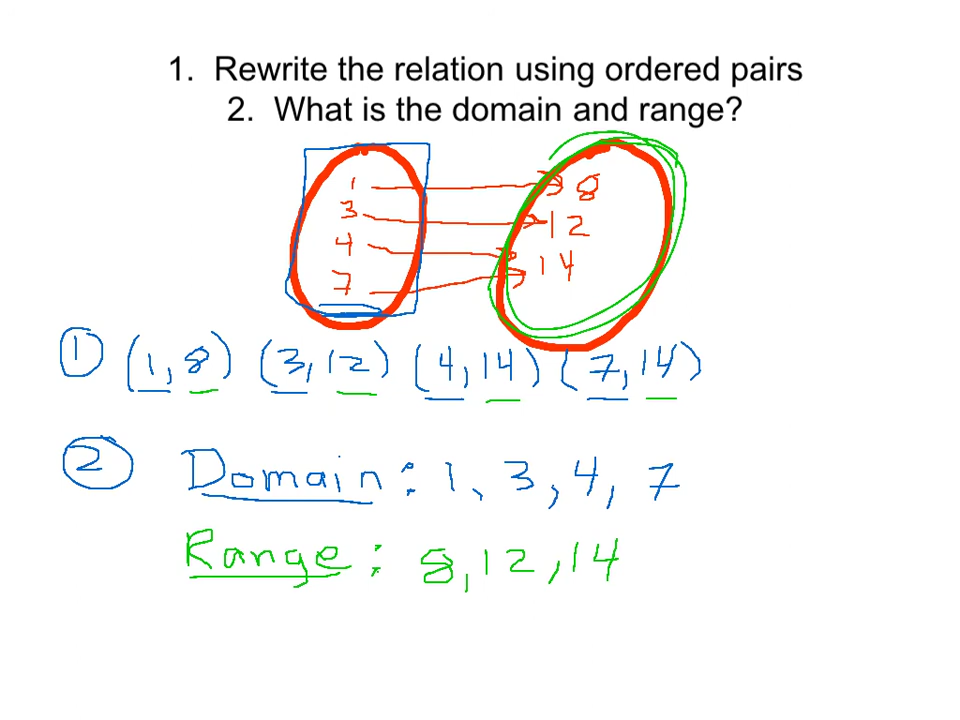 1. Rewrite the relation using ordered pairs
2. What is the domain and range?
1 8
3 12
4 14
7
① (1, 8) (3, 12) (4, 14) (7, 14)
② Domain: 1, 3, 4, 7
Range: 8, 12, 14